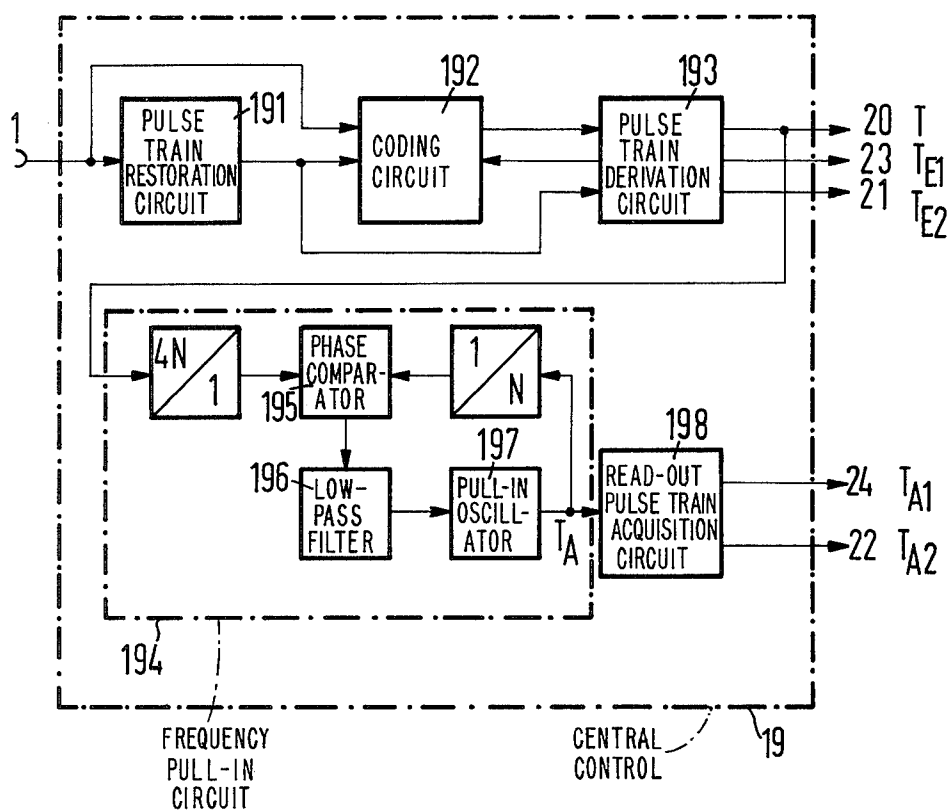 192
193
1
PULSE
TRAIN
RESTORATION
CIRCUIT
191
CODING
CIRCUIT
PULSE
TRAIN
DERIVATION
CIRCUIT
20 T
23 TE1
21 TE2
4N
1
PHASE
COMPAR-
ATOR
195
1
N
196
LOW-
PASS
FILTER
197
PULL-IN
OSCILL-
ATOR
TA
198
READ-OUT
PULSE TRAIN
ACQUISITION
CIRCUIT
24 TA1
22 TA2
194
FREQUENCY
PULL-IN
CIRCUIT
CENTRAL
CONTROL
19